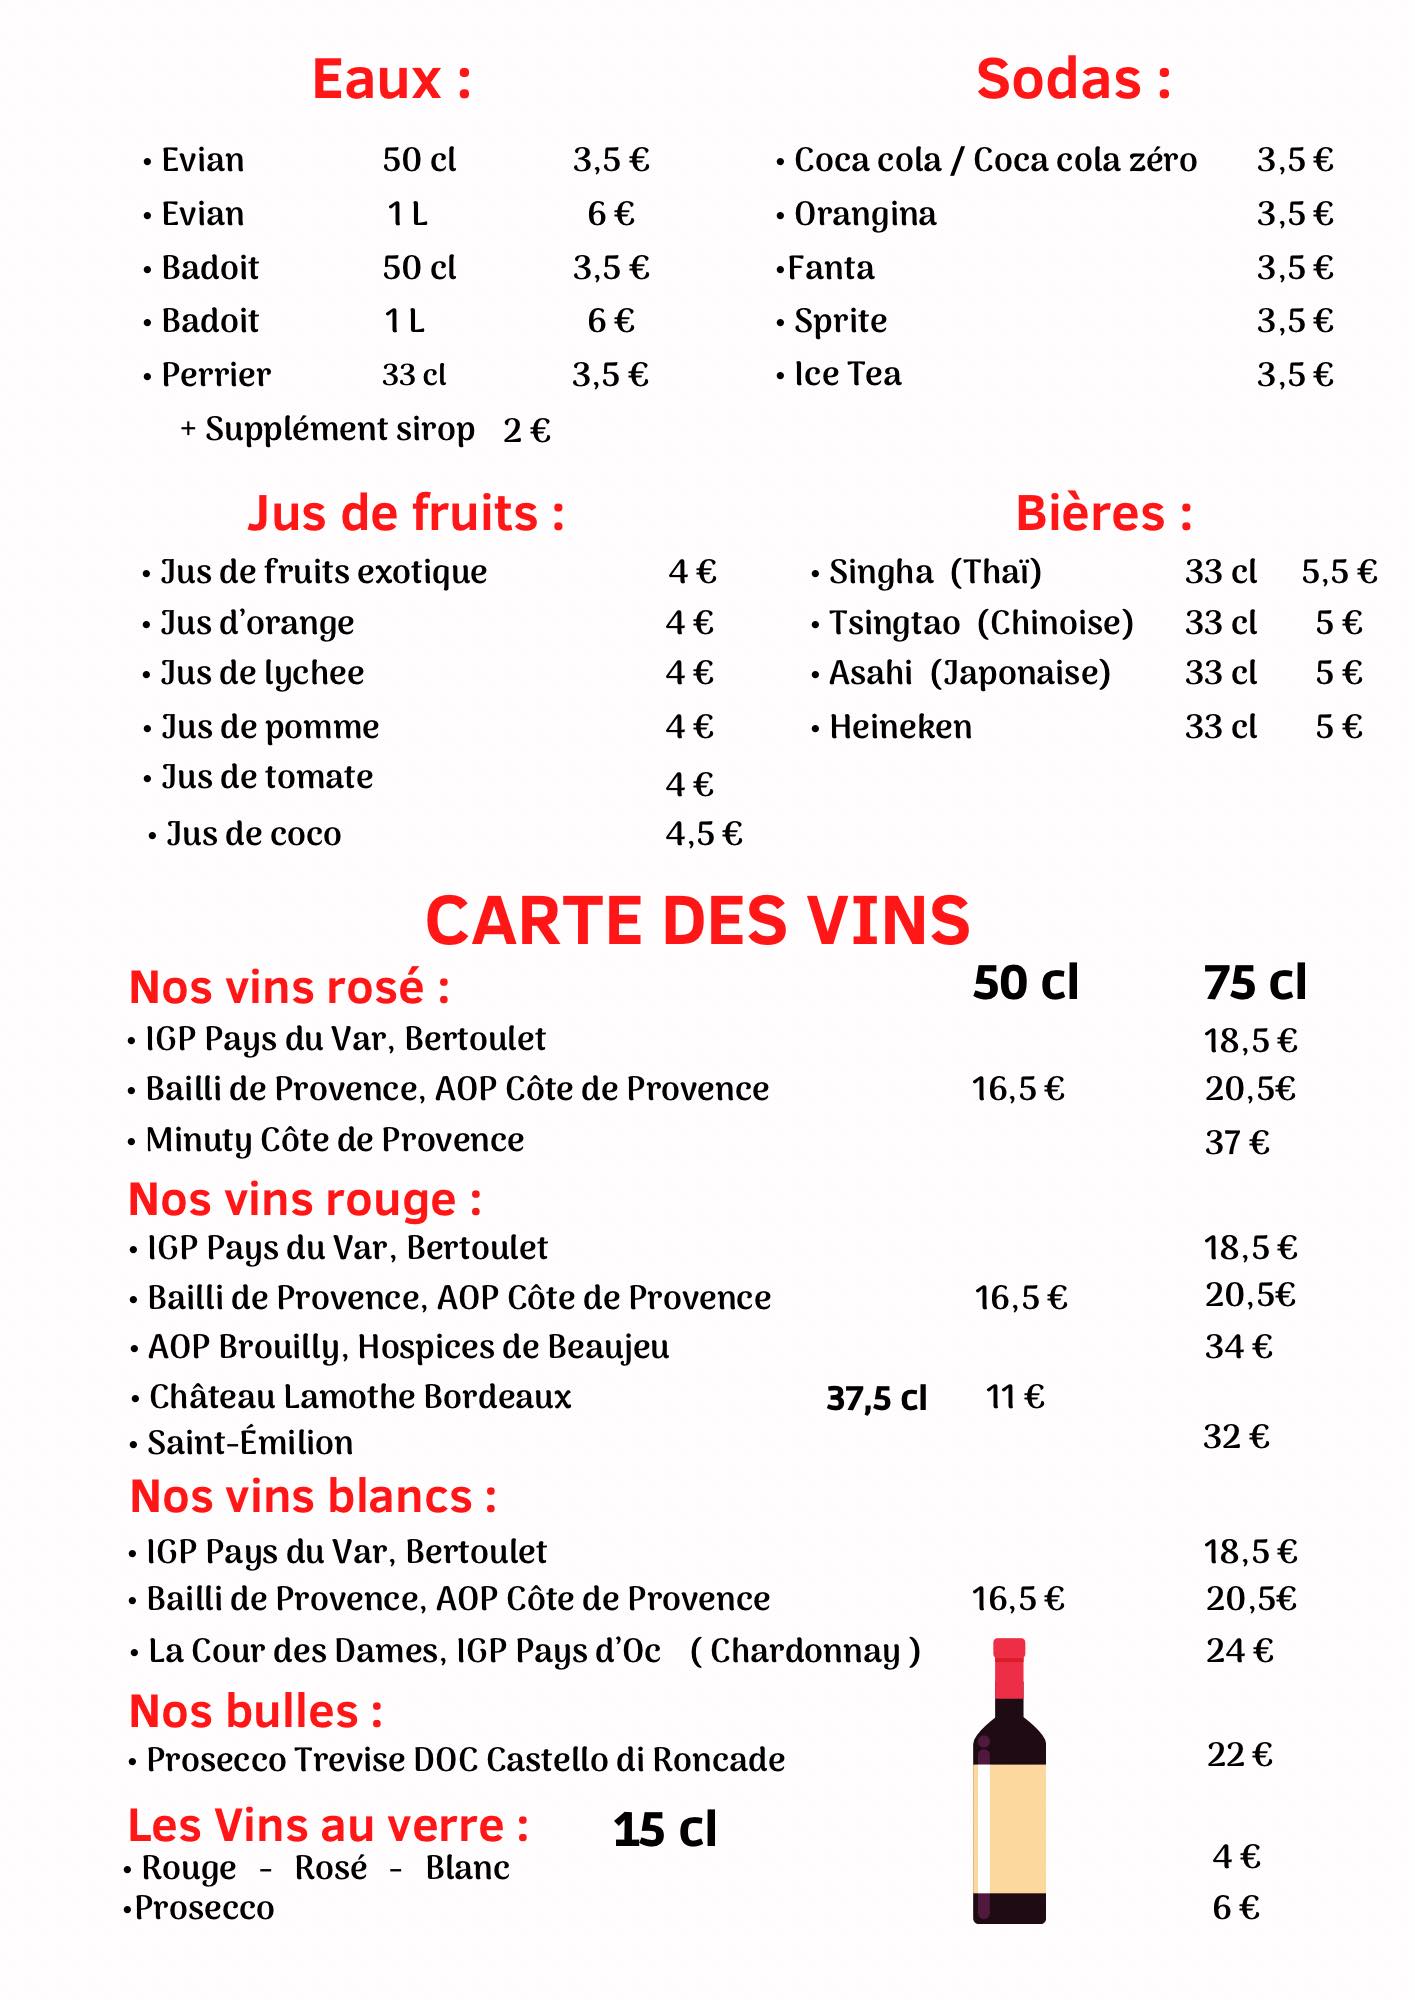 Eaux :
• Evian 50 cl 3,5 €
• Evian 1 L 6 €
• Badoit 50 cl 3,5 €
• Badoit 1 L 6 €
• Perrier 33 cl 3,5 €
+ Supplément sirop 2 €
Sodas :
• Coca cola / Coca cola zéro 3,5 €
• Orangina 3,5 €
•Fanta 3,5 €
• Sprite 3,5 €
• Ice Tea 3,5 €
Jus de fruits :
• Jus de fruits exotique 4 €
• Jus d’orange 4 €
• Jus de lychee 4 €
• Jus de pomme 4 €
• Jus de tomate 4 €
• Jus de coco 4,5 €
Bières :
• Singha (Thaï) 33 cl 5,5 €
• Tsingtao (Chinoise) 33 cl 5 €
• Asahi (Japonaise) 33 cl 5 €
• Heineken 33 cl 5 €
CARTE DES VINS
Nos vins rosé : 50 cl 75 cl
• IGP Pays du Var, Bertoulet 18,5 €
• Bailli de Provence, AOP Côte de Provence 16,5 € 20,5€
• Minuty Côte de Provence 37 €
Nos vins rouge :
• IGP Pays du Var, Bertoulet 18,5 €
• Bailli de Provence, AOP Côte de Provence 16,5 € 20,5€
• AOP Brouilly, Hospices de Beaujeu 34 €
• Château Lamothe Bordeaux 37,5 cl 11 €
• Saint-Émilion 32 €
Nos vins blancs :
• IGP Pays du Var, Bertoulet 18,5 €
• Bailli de Provence, AOP Côte de Provence 16,5 € 20,5€
• La Cour des Dames, IGP Pays d’Oc ( Chardonnay ) 24 €
Nos bulles :
• Prosecco Trevise DOC Castello di Roncade 22 €
Les Vins au verre : 15 cl
• Rouge - Rosé - Blanc 4 €
•Prosecco 6 €